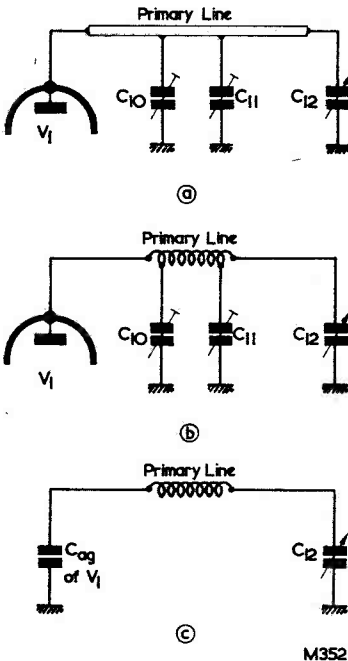 Primary Line
C10 C11 C12
V1
a
Primary Line
C10 C11 C12
V1
b
Primary Line
Cag C12
of V1
c
M352